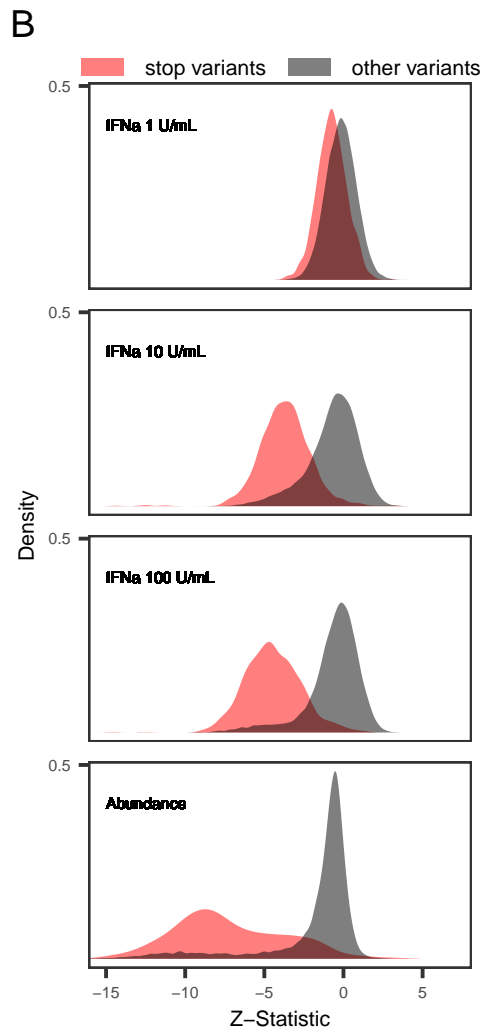 B
stop variants other variants
0.5
IFNa 1 U/mL
0.5
IFNa 10 U/mL
0.5
IFNa 100 U/mL
0.5
Abundance
Density
−15 −10 −5 0 5
Z−Statistic